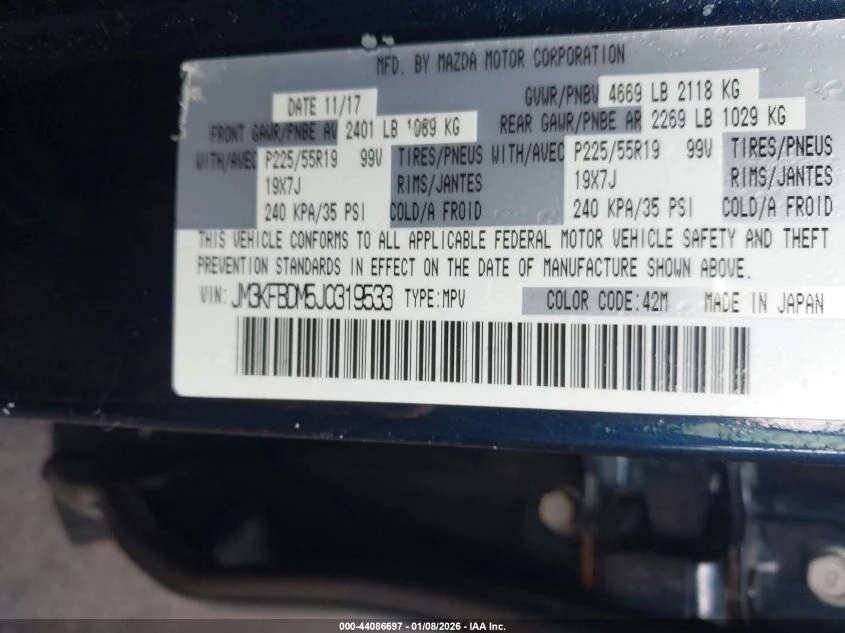 MFD. BY MAZDA MOTOR CORPORATION
DATE 11/17 GVWR/PNBV 4669 LB 2118 KG
FRONT GAWR/PNBE AV 2401 LB 1089 KG REAR GAWR/PNBE AR 2269 LB 1029 KG
WITH/AVEC P225/55R19 99V TIRES/PNEUS WITH/AVEC P225/55R19 99V TIRES/PNEUS
19X7J RIMS/JANTES 19X7J RIMS/JANTES
240 KPA/35 PSI COLD/A FROID 240 KPA/35 PSI COLD/A FROID
THIS VEHICLE CONFORMS TO ALL APPLICABLE FEDERAL MOTOR VEHICLE SAFETY AND THEFT
PREVENTION STANDARDS IN EFFECT ON THE DATE OF MANUFACTURE SHOWN ABOVE.
VIN: JM3KFBDM5J0319533 TYPE:MPV COLOR CODE:42M MADE IN JAPAN
000-44086697 - 01/08/2026 - IAA Inc.